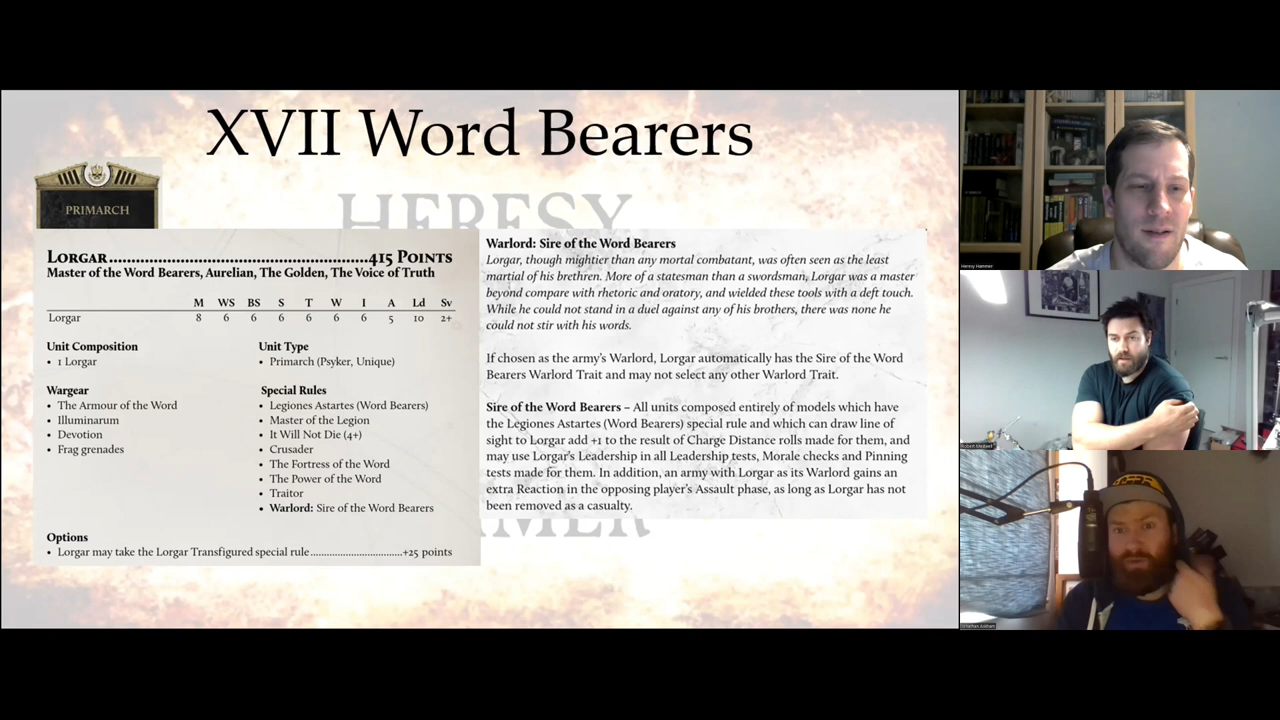 XVII Word Bearers
HERESY
PRIMARCH
LORGAR....................................................................415 POINTS
Master of the Word Bearers, Aurelian, The Golden, The Voice of Truth
M WS BS S T W I A Ld Sv
Lorgar 8 6 6 6 6 6 6 5 10 2+
Unit Composition
• 1 Lorgar
Unit Type
• Primarch (Psyker, Unique)
Wargear
• The Armour of the Word
• Illuminarum
• Devotion
• Frag grenades
Special Rules
• Legiones Astartes (Word Bearers)
• Master of the Legion
• It Will Not Die (4+)
• Crusader
• The Fortress of the Word
• The Power of the Word
• Traitor
• Warlord: Sire of the Word Bearers
Options
• Lorgar may take the Lorgar Transfigured special rule..................................+25 points
Warlord: Sire of the Word Bearers
Lorgar, though mightier than any mortal combatant, was often seen as the least
martial of his brethren. More of a statesman than a swordsman, Lorgar was a master
beyond compare with rhetoric and oratory, and wielded these tools with a deft touch.
While he could not stand in a duel against any of his brothers, there was none he
could not stir with his words.
If chosen as the army's Warlord, Lorgar automatically has the Sire of the Word
Bearers Warlord Trait and may not select any other Warlord Trait.
Sire of the Word Bearers – All units composed entirely of models which have
the Legiones Astartes (Word Bearers) special rule and which can draw line of
sight to Lorgar add +1 to the result of Charge Distance rolls made for them, and
may use Lorgar's Leadership in all Leadership tests, Morale checks and Pinning
tests made for them. In addition, an army with Lorgar as its Warlord gains an
extra Reaction in the opposing player's Assault phase, as long as Lorgar has not
been removed as a casualty.